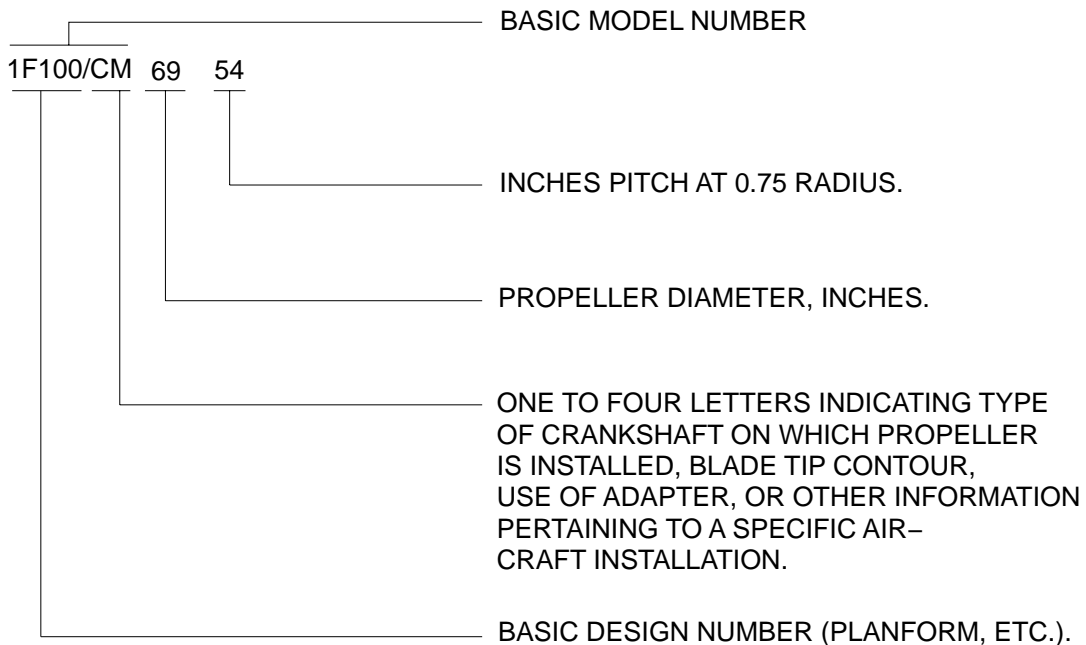 BASIC MODEL NUMBER
1F100/CM 69 54
INCHES PITCH AT 0.75 RADIUS.
PROPELLER DIAMETER, INCHES.
ONE TO FOUR LETTERS INDICATING TYPE
OF CRANKSHAFT ON WHICH PROPELLER
IS INSTALLED, BLADE TIP CONTOUR,
USE OF ADAPTER, OR OTHER INFORMATION
PERTAINING TO A SPECIFIC AIR−
CRAFT INSTALLATION.
BASIC DESIGN NUMBER (PLANFORM, ETC.).